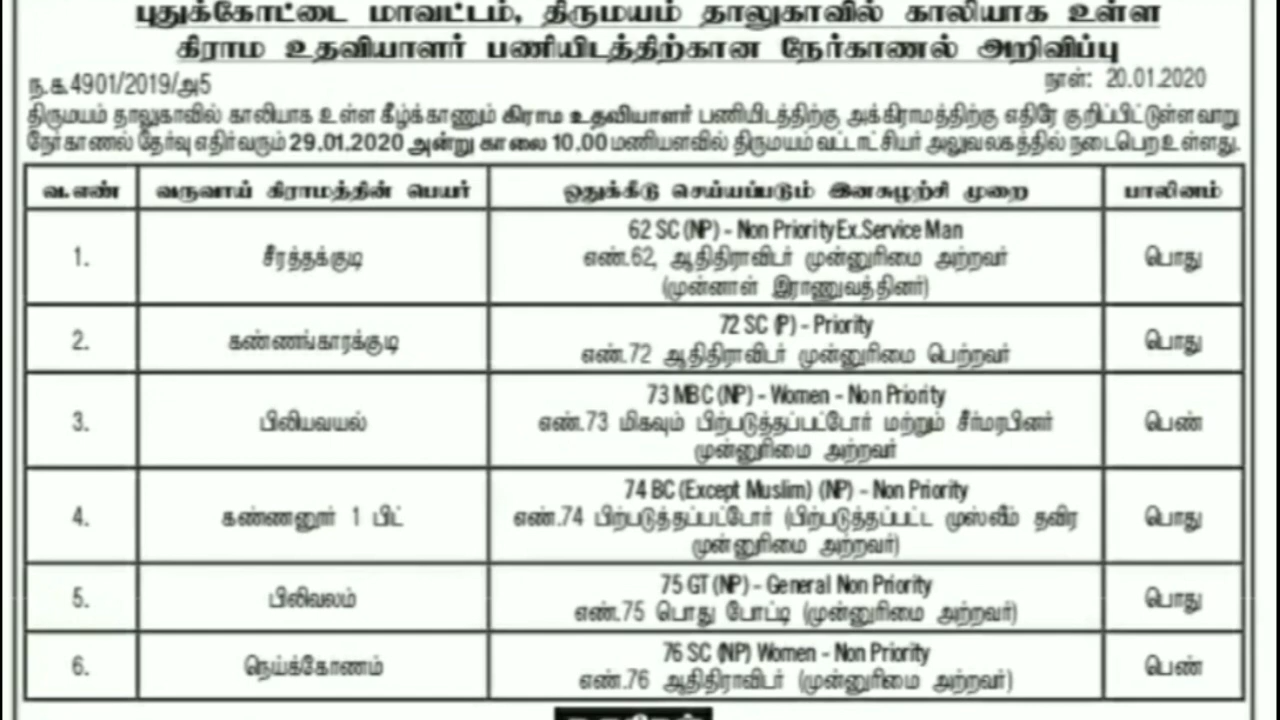 புதுக்கோட்டை மாவட்டம், திருமயம் தாலுகாவில் காலியாக உள்ள
கிராம உதவியாளர் பணியிடத்திற்கான நேர்காணல் அறிவிப்பு
ந.க.4901/2019/அ5
நாள்: 20.01.2020
திருமயம் தாலுகாவில் காலியாக உள்ள கீழ்க்காணும் கிராம உதவியாளர் பணியிடத்திற்கு அக்கிராமத்திற்கு எதிரே குறிப்பிட்டுள்ளவாறு
நேர்காணல் தேர்வு எதிர்வரும் 29.01.2020 அன்று காலை 10.00 மணியளவில் திருமயம் வட்டாட்சியர் அலுவலகத்தில் நடைபெற உள்ளது.
வ.எண் வருவாய் கிராமத்தின் பெயர் ஒதுக்கீடு செய்யப்படும் இனசுழற்சி முறை பாலினம்
62 SC (NP) - Non Priority Ex.Service Man
1. சீரத்தக்குடி எண்.62, ஆதிதிராவிடர் முன்னுரிமை அற்றவர் பொது
(முன்னாள் இராணுவத்தினர்)
72 SC (P) - Priority
2. கண்ணங்காரக்குடி எண்.72 ஆதிதிராவிடர் முன்னுரிமை பெற்றவர் பொது
73 MBC (NP) - Women - Non Priority
3. பிலியவயல் எண்.73 மிகவும் பிற்படுத்தப்பட்டோர் மற்றும் சீர்மரபினர் பெண்
முன்னுரிமை அற்றவர்
74 BC (Except Muslim) (NP) - Non Priority
4. கண்ணனூர் 1 பிட் எண்.74 பிற்படுத்தப்பட்டோர் (பிற்படுத்தப்பட்ட முஸ்லீம் தவிர பொது
முன்னுரிமை அற்றவர்)
75 GT (NP) - General Non Priority
5. பிலிவலம் எண்.75 பொது போட்டி (முன்னுரிமை அற்றவர்) பொது
76 SC (NP) Women - Non Priority
6. நெய்க்கோணம் எண்.76 ஆதிதிராவிடர் (முன்னுரிமை அற்றவர்) பெண்